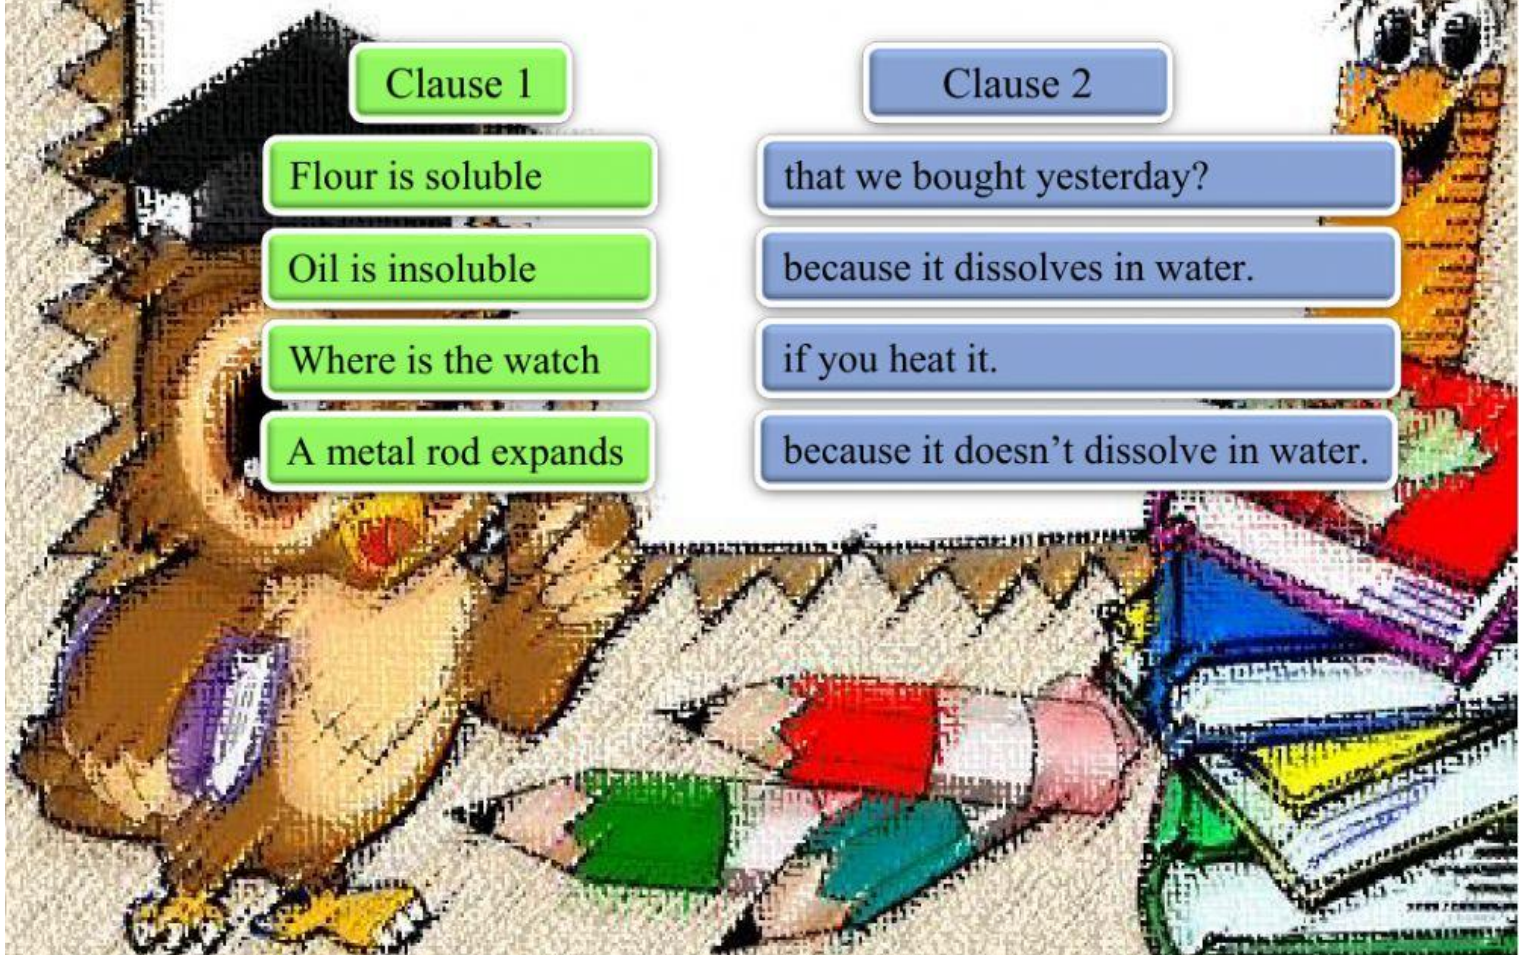 Clause 1
Clause 2
Flour is soluble
that we bought yesterday?
Oil is insoluble
because it dissolves in water.
Where is the watch
if you heat it.
A metal rod expands
because it doesn’t dissolve in water.